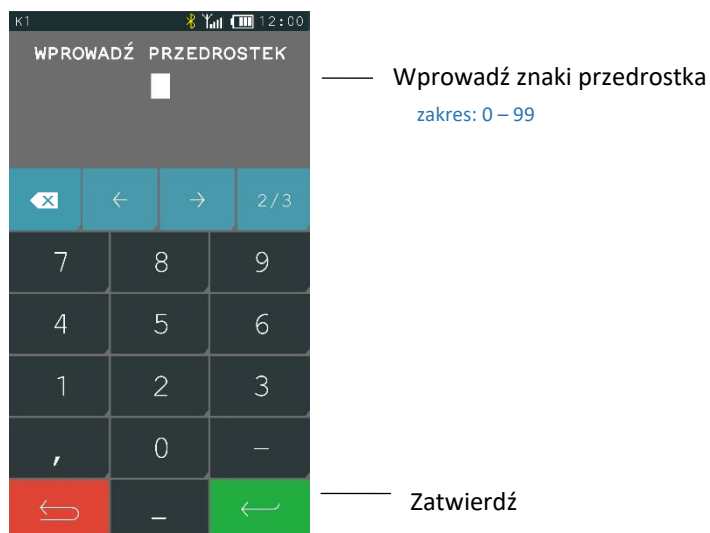 K1 12:00
WPROWADŹ PRZEDROSTEK
Wprowadź znaki przedrostka
zakres: 0 – 99
← → 2/3
7 8 9
4 5 6
1 2 3
, 0 –
_
Zatwierdź